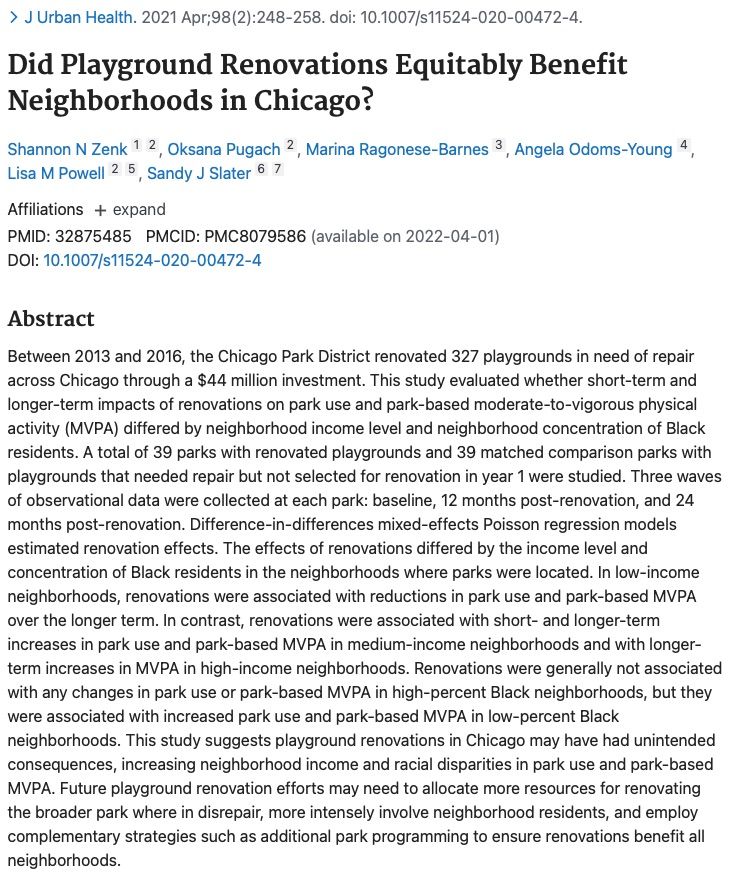 > J Urban Health. 2021 Apr;98(2):248-258. doi: 10.1007/s11524-020-00472-4.
Did Playground Renovations Equitably Benefit
Neighborhoods in Chicago?
Shannon N Zenk 1 2, Oksana Pugach 2, Marina Ragonese-Barnes 3, Angela Odoms-Young 4,
Lisa M Powell 2 5, Sandy J Slater 6 7
Affiliations + expand
PMID: 32875485 PMCID: PMC8079586 (available on 2022-04-01)
DOI: 10.1007/s11524-020-00472-4
Abstract
Between 2013 and 2016, the Chicago Park District renovated 327 playgrounds in need of repair
across Chicago through a $44 million investment. This study evaluated whether short-term and
longer-term impacts of renovations on park use and park-based moderate-to-vigorous physical
activity (MVPA) differed by neighborhood income level and neighborhood concentration of Black
residents. A total of 39 parks with renovated playgrounds and 39 matched comparison parks with
playgrounds that needed repair but not selected for renovation in year 1 were studied. Three waves
of observational data were collected at each park: baseline, 12 months post-renovation, and 24
months post-renovation. Difference-in-differences mixed-effects Poisson regression models
estimated renovation effects. The effects of renovations differed by the income level and
concentration of Black residents in the neighborhoods where parks were located. In low-income
neighborhoods, renovations were associated with reductions in park use and park-based MVPA
over the longer term. In contrast, renovations were associated with short- and longer-term
increases in park use and park-based MVPA in medium-income neighborhoods and with longer-
term increases in MVPA in high-income neighborhoods. Renovations were generally not associated
with any changes in park use or park-based MVPA in high-percent Black neighborhoods, but they
were associated with increased park use and park-based MVPA in low-percent Black
neighborhoods. This study suggests playground renovations in Chicago may have had unintended
consequences, increasing neighborhood income and racial disparities in park use and park-based
MVPA. Future playground renovation efforts may need to allocate more resources for renovating
the broader park where in disrepair, more intensely involve neighborhood residents, and employ
complementary strategies such as additional park programming to ensure renovations benefit all
neighborhoods.